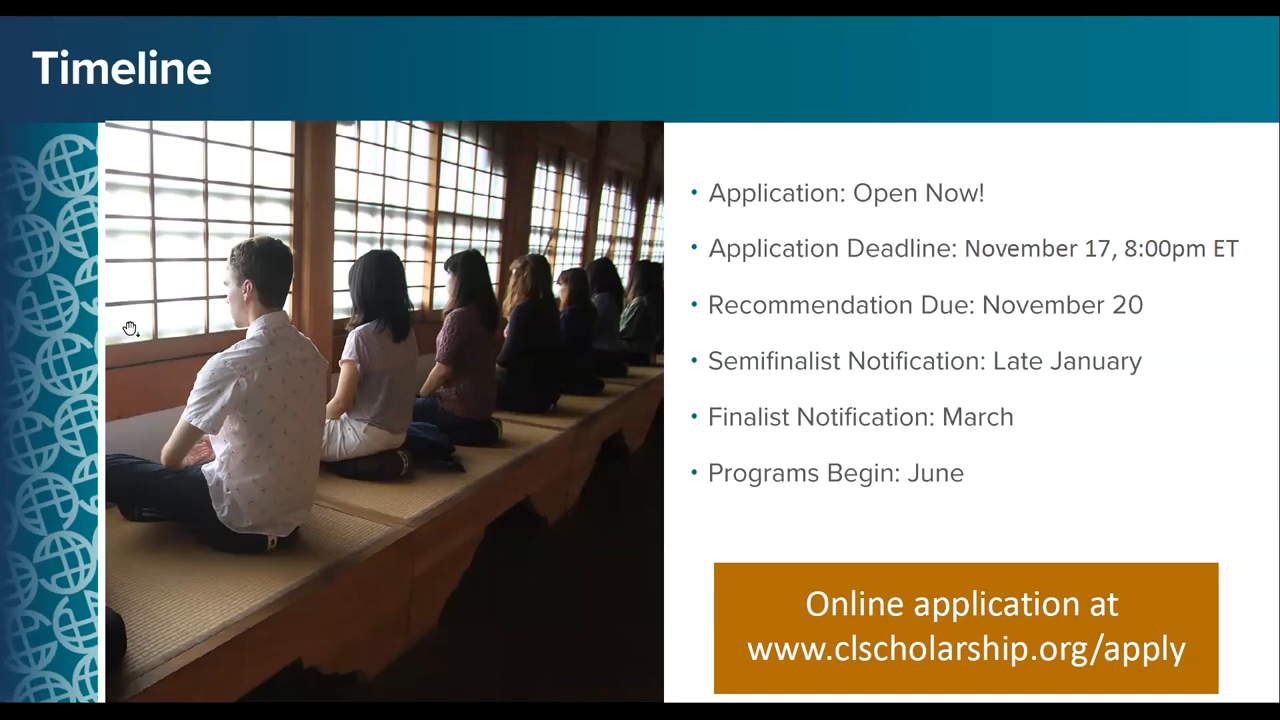 Timeline
• Application: Open Now!
• Application Deadline: November 17, 8:00pm ET
• Recommendation Due: November 20
• Semifinalist Notification: Late January
• Finalist Notification: March
• Programs Begin: June
Online application at
www.clscholarship.org/apply